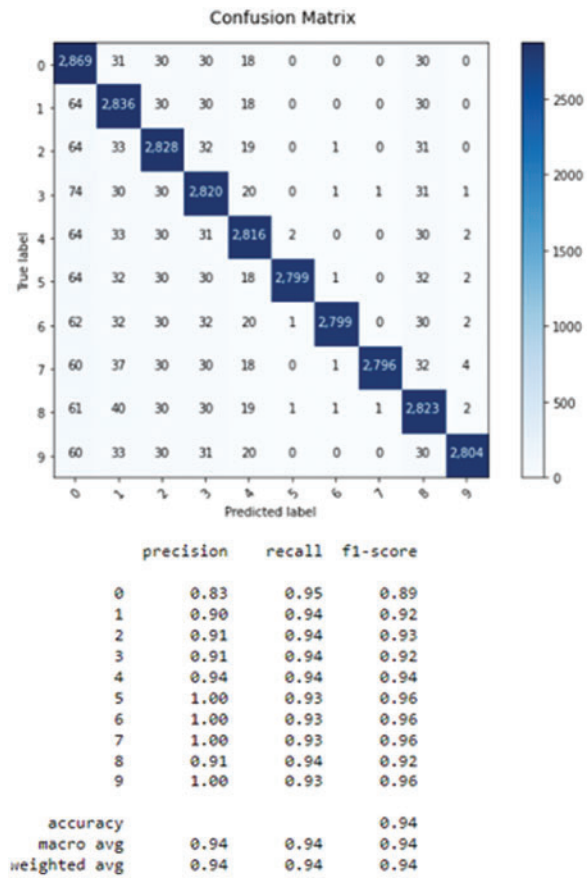 Confusion Matrix
0 2,869 31 30 30 18 0 0 0 30 0
1 64 2,836 30 30 18 0 0 0 30 0
2 64 33 2,828 32 19 0 1 0 31 0
3 74 30 30 2,820 20 0 1 1 31 1
4 64 33 30 31 2,816 2 0 0 30 2
5 64 32 30 30 18 2,799 1 0 32 2
6 62 32 30 32 20 1 2,799 0 30 2
7 60 37 30 30 18 0 1 2,796 32 4
8 61 40 30 30 19 1 1 1 2,823 2
9 60 33 30 31 20 0 0 0 30 2,804
True label
0 1 2 3 4 5 6 7 8 9
Predicted label
2500
2000
1500
1000
500
0
precision recall f1-score
0 0.83 0.95 0.89
1 0.90 0.94 0.92
2 0.91 0.94 0.93
3 0.91 0.94 0.92
4 0.94 0.94 0.94
5 1.00 0.93 0.96
6 1.00 0.93 0.96
7 1.00 0.93 0.96
8 0.91 0.94 0.92
9 1.00 0.93 0.96
accuracy 0.94
macro avg 0.94 0.94 0.94
weighted avg 0.94 0.94 0.94